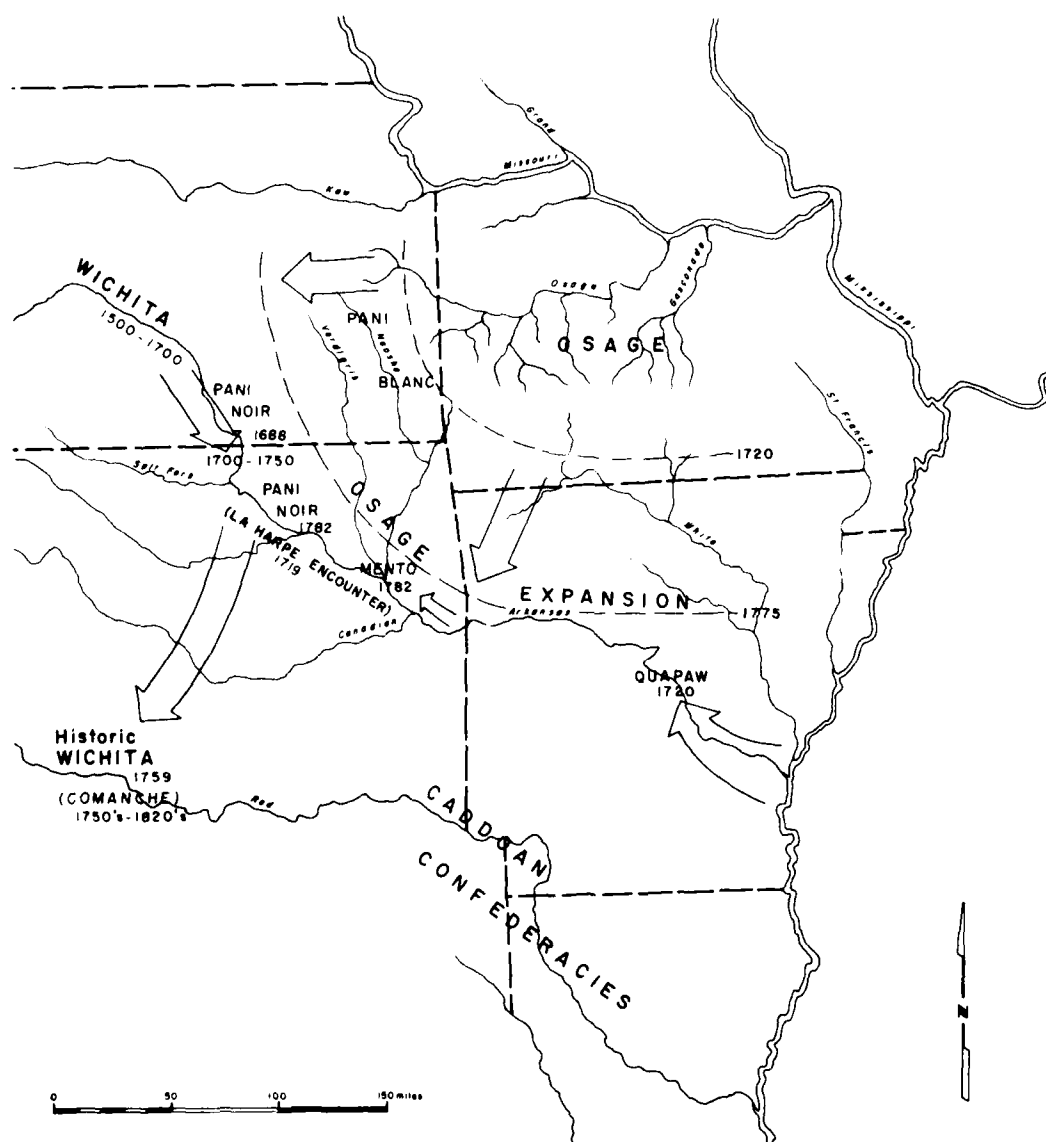 Grand
Missouri
Kaw
WICHITA
1500-1700
Osage
Gasconade
Mississippi
PANI
BLANC
Verdigris
Neosho
OSAGE
St Francis
PANI
NOIR
1688
1700-1750
1720
Salt Fork
PANI
NOIR
1782
(LA HARPE ENCOUNTER)
1719
OSAGE
EXPANSION
White
MENTO
1782
Arkansas
1775
Canadian
QUAPAW
1720
Historic
WICHITA
1759
(COMANCHE)
1750's-1820's
Red
CADDOAN
CONFEDERACIES
N
0 50 100 150 miles